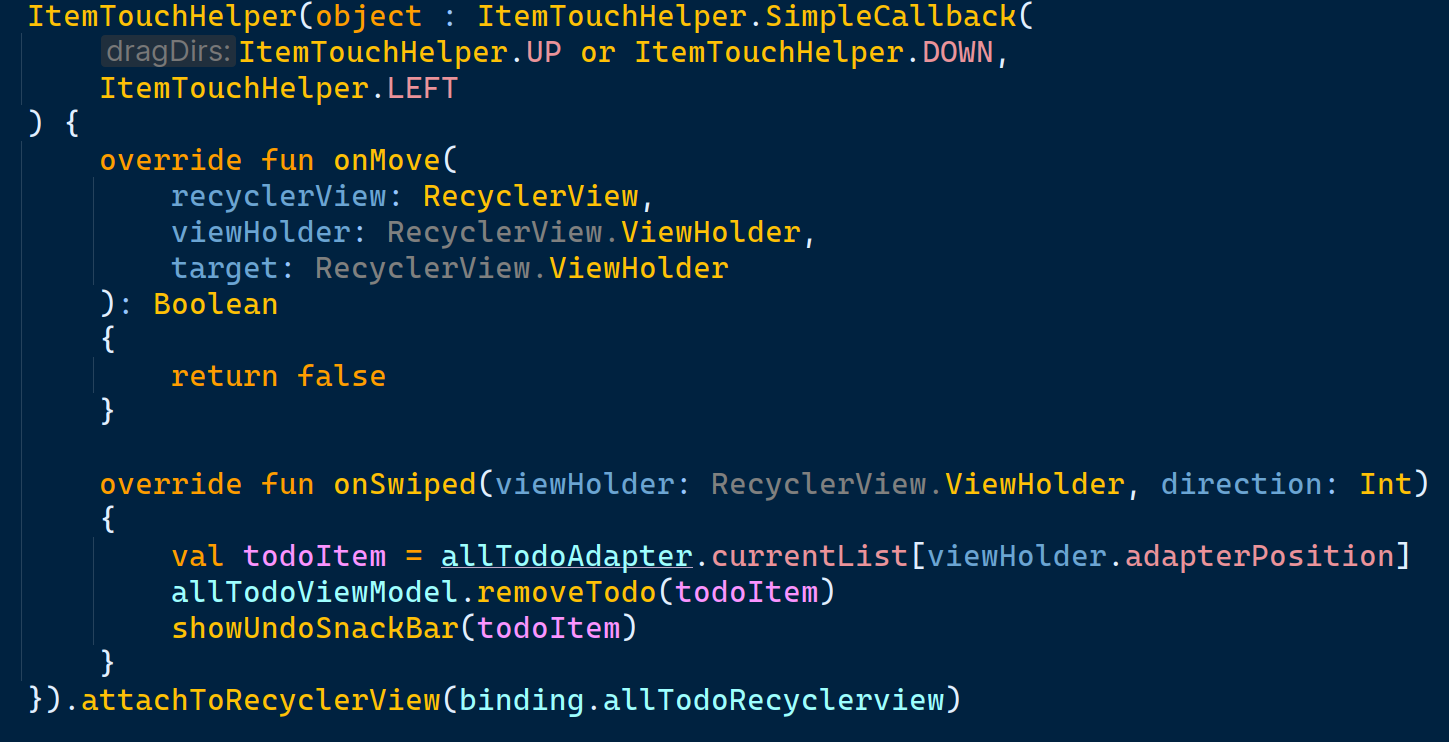 ItemTouchHelper(object : ItemTouchHelper.SimpleCallback(
dragDirs: ItemTouchHelper.UP or ItemTouchHelper.DOWN,
ItemTouchHelper.LEFT
) {
override fun onMove(
recyclerView: RecyclerView,
viewHolder: RecyclerView.ViewHolder,
target: RecyclerView.ViewHolder
): Boolean
{
return false
}
override fun onSwiped(viewHolder: RecyclerView.ViewHolder, direction: Int)
{
val todoItem = allTodoAdapter.currentList[viewHolder.adapterPosition]
allTodoViewModel.removeTodo(todoItem)
showUndoSnackBar(todoItem)
}
}).attachToRecyclerView(binding.allTodoRecyclerview)